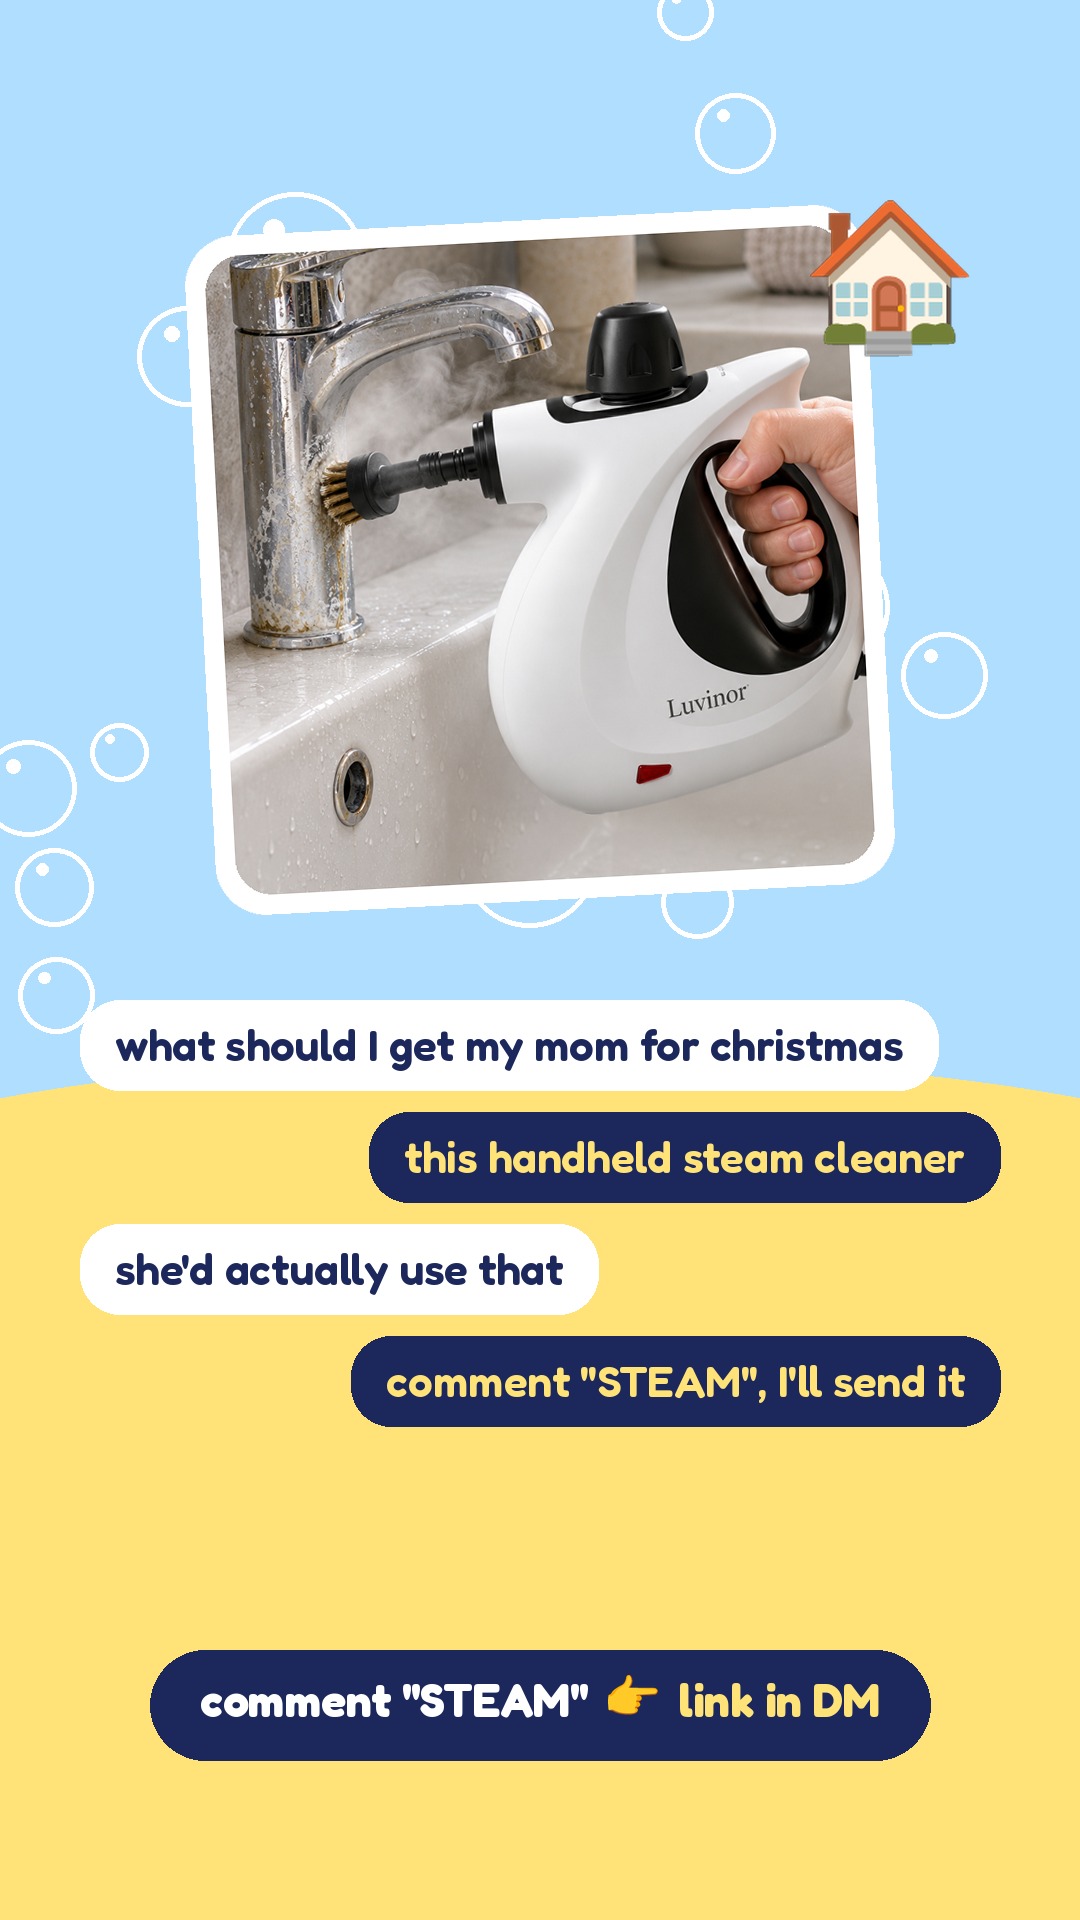 Luvinor
what should I get my mom for christmas
this handheld steam cleaner
she'd actually use that
comment "STEAM", I'll send it
comment "STEAM" 👉 link in DM